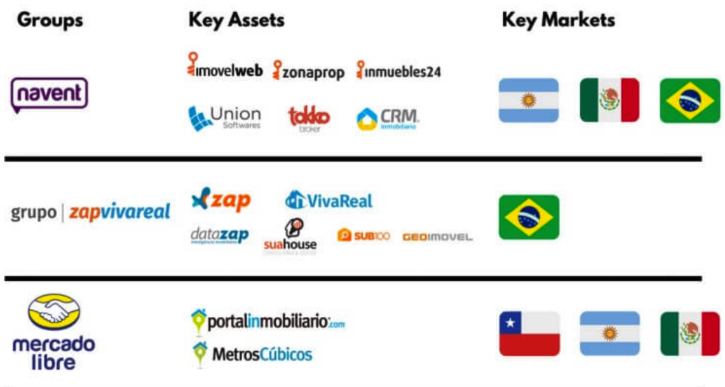 Groups Key Assets Key Markets
navent
imovelweb zonaprop inmuebles24
Union Softwares tokko broker CRM inmobiliario
grupo | zapvivareal
zap VivaReal
datazap suahouse SUB100 GEOIMOVEL
mercado libre
portalinmobiliario.com
MetrosCúbicos